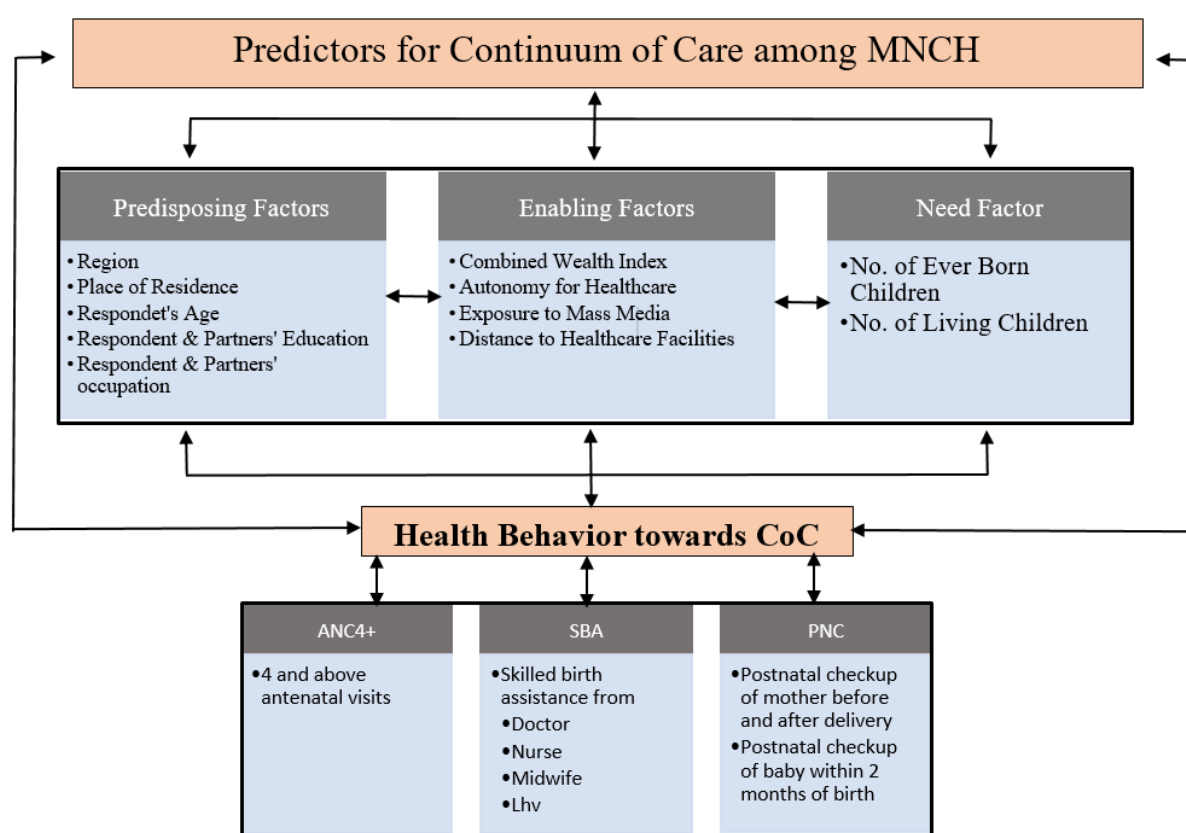 Predictors for Continuum of Care among MNCH
Predisposing Factors
• Region
• Place of Residence
• Respondet's Age
• Respondent & Partners' Education
• Respondent & Partners'
occupation
Enabling Factors
• Combined Wealth Index
• Autonomy for Healthcare
• Exposure to Mass Media
• Distance to Healthcare Facilities
Need Factor
• No. of Ever Born
Children
• No. of Living Children
Health Behavior towards CoC
ANC4+
• 4 and above
antenatal visits
SBA
• Skilled birth
assistance from
• Doctor
• Nurse
• Midwife
• Lhv
PNC
• Postnatal checkup
of mother before
and after delivery
• Postnatal checkup
of baby within 2
months of birth